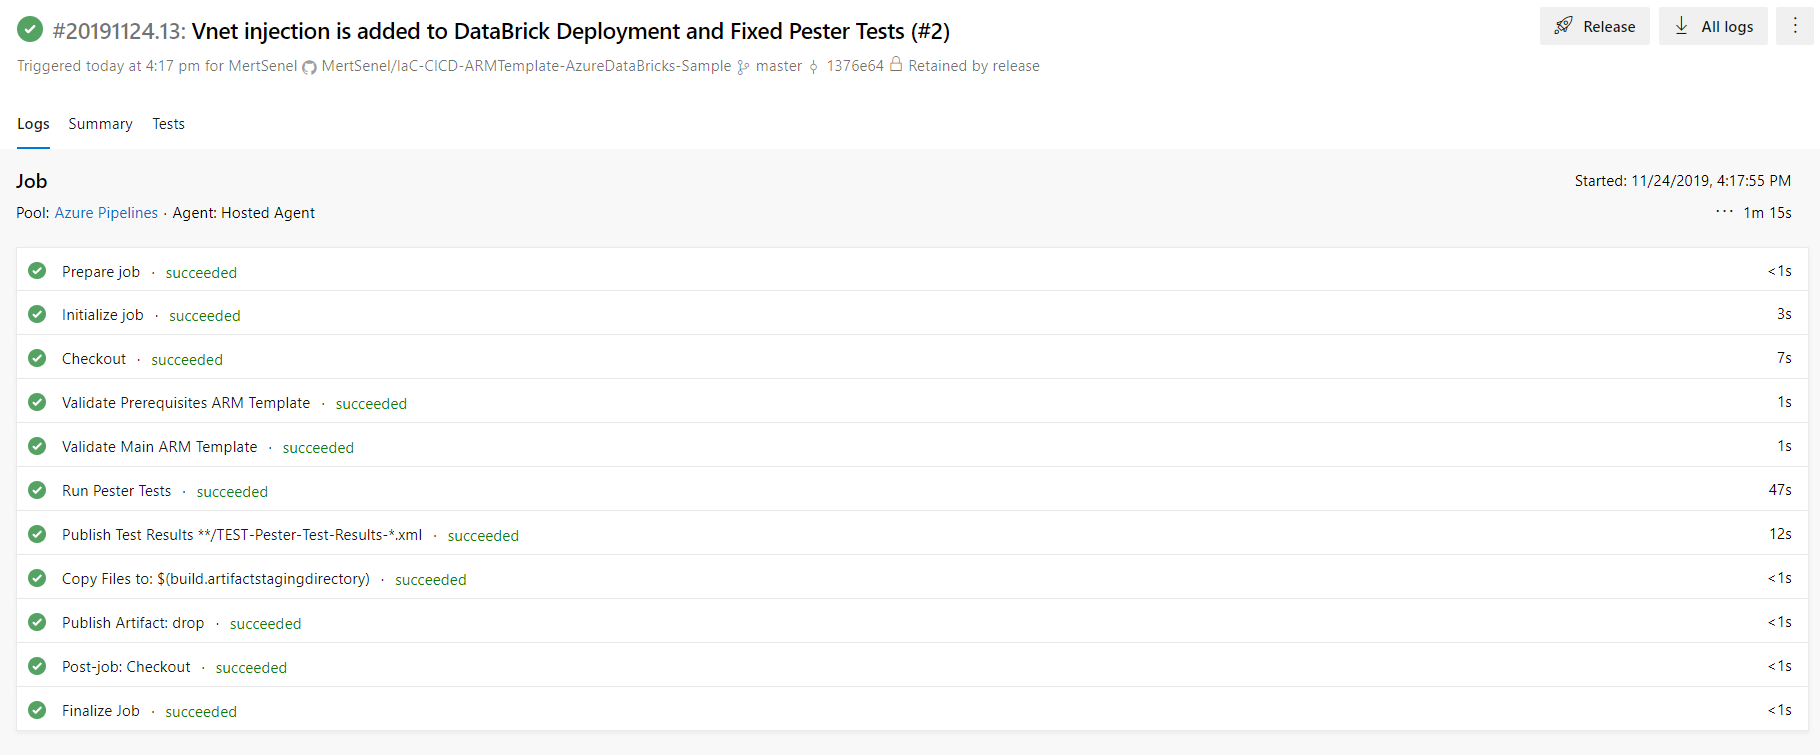 #20191124.13: Vnet injection is added to DataBrick Deployment and Fixed Pester Tests (#2)
Release
All logs
Triggered today at 4:17 pm for MertSenel MertSenel/IaC-CICD-ARMTemplate-AzureDataBricks-Sample master 1376e64 Retained by release
Logs Summary Tests
Job
Started: 11/24/2019, 4:17:55 PM
Pool: Azure Pipelines · Agent: Hosted Agent
··· 1m 15s
Prepare job · succeeded <1s
Initialize job · succeeded 3s
Checkout · succeeded 7s
Validate Prerequisites ARM Template · succeeded 1s
Validate Main ARM Template · succeeded 1s
Run Pester Tests · succeeded 47s
Publish Test Results **/TEST-Pester-Test-Results-*.xml · succeeded 12s
Copy Files to: $(build.artifactstagingdirectory) · succeeded <1s
Publish Artifact: drop · succeeded <1s
Post-job: Checkout · succeeded <1s
Finalize Job · succeeded <1s